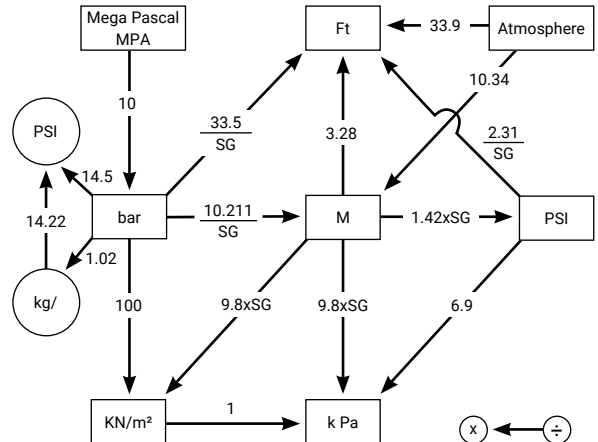 Mega Pascal
MPA
Ft
33.9
Atmosphere
10.34
10
PSI
33.5
SG
3.28
2.31
SG
14.5
14.22
bar
10.211
SG
M
1.42xSG
PSI
1.02
kg/
100
9.8xSG
9.8xSG
6.9
KN/m²
1
k Pa
x
÷